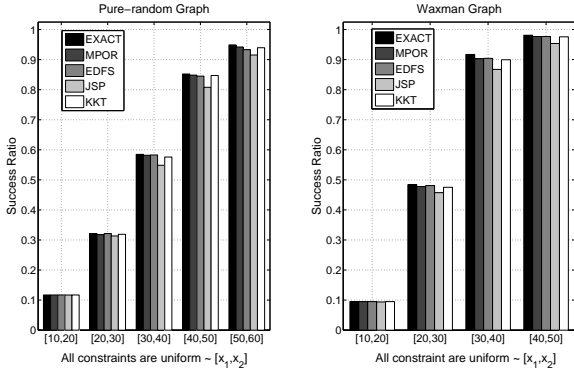 Pure−random Graph
EXACT
MPOR
EDFS
JSP
KKT
Success Ratio
1
0.9
0.8
0.7
0.6
0.5
0.4
0.3
0.2
0.1
0
[10,20] [20,30] [30,40] [40,50] [50,60]
All constraints are uniform ~ [x₁,x₂]
Waxman Graph
EXACT
MPOR
EDFS
JSP
KKT
Success Ratio
1
0.9
0.8
0.7
0.6
0.5
0.4
0.3
0.2
0.1
0
[10,20] [20,30] [30,40] [40,50]
All constraint are uniform ~ [x₁,x₂]